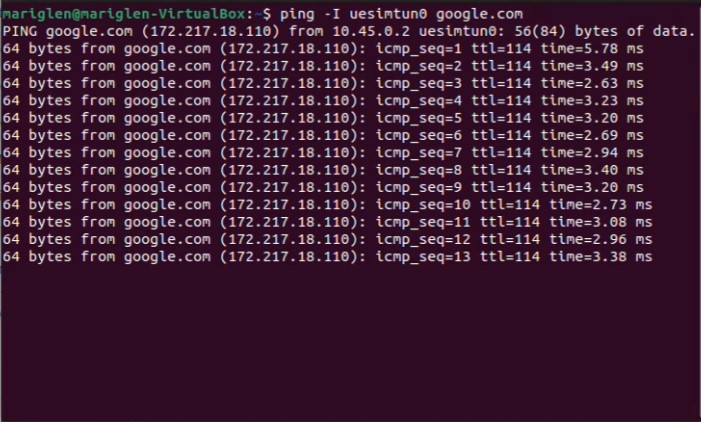 mariglen@mariglen-VirtualBox:~$ ping -I uesimtun0 google.com
PING google.com (172.217.18.110) from 10.45.0.2 uesimtun0: 56(84) bytes of data.
64 bytes from google.com (172.217.18.110): icmp_seq=1 ttl=114 time=5.78 ms
64 bytes from google.com (172.217.18.110): icmp_seq=2 ttl=114 time=3.49 ms
64 bytes from google.com (172.217.18.110): icmp_seq=3 ttl=114 time=2.63 ms
64 bytes from google.com (172.217.18.110): icmp_seq=4 ttl=114 time=3.23 ms
64 bytes from google.com (172.217.18.110): icmp_seq=5 ttl=114 time=3.20 ms
64 bytes from google.com (172.217.18.110): icmp_seq=6 ttl=114 time=2.69 ms
64 bytes from google.com (172.217.18.110): icmp_seq=7 ttl=114 time=2.94 ms
64 bytes from google.com (172.217.18.110): icmp_seq=8 ttl=114 time=3.40 ms
64 bytes from google.com (172.217.18.110): icmp_seq=9 ttl=114 time=3.20 ms
64 bytes from google.com (172.217.18.110): icmp_seq=10 ttl=114 time=2.73 ms
64 bytes from google.com (172.217.18.110): icmp_seq=11 ttl=114 time=3.08 ms
64 bytes from google.com (172.217.18.110): icmp_seq=12 ttl=114 time=2.96 ms
64 bytes from google.com (172.217.18.110): icmp_seq=13 ttl=114 time=3.38 ms